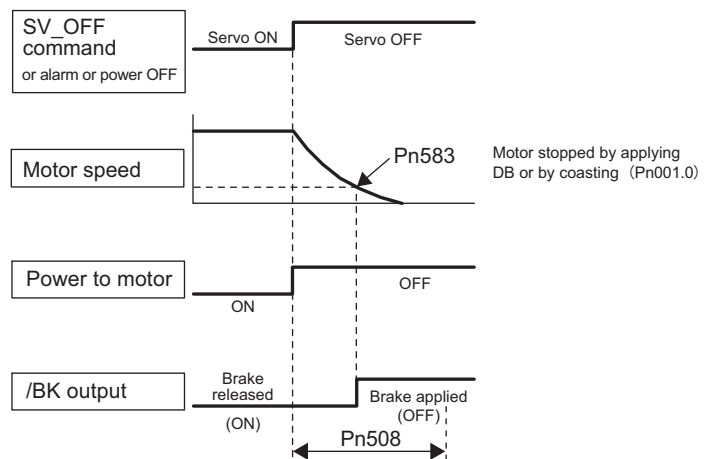 SV_OFF
command
or alarm or power OFF
Servo ON
Servo OFF
Motor speed
Pn583
Motor stopped by applying
DB or by coasting（Pn001.0）
Power to motor
ON
OFF
/BK output
Brake
released
(ON)
Brake applied
(OFF)
Pn508